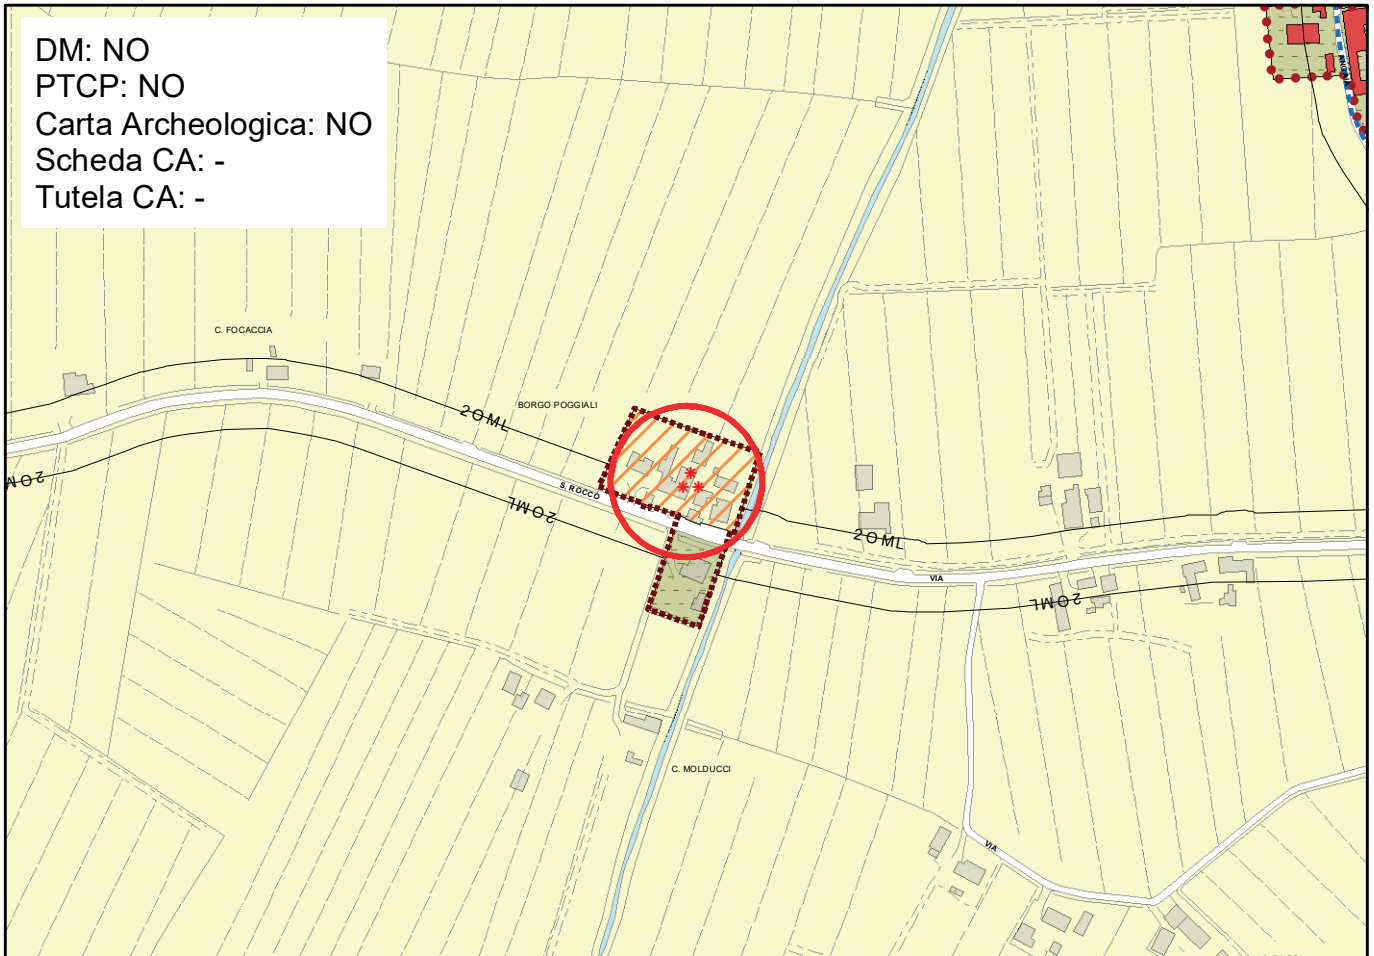 DM: NO
PTCP: NO
Carta Archeologica: NO
Scheda CA: -
Tutela CA: -
C. FOCACCIA
BORGO POGGIALI
20ML
S. ROCCO
20ML
20ML
20ML
VIA
20ML
C. MOLDUCCI
VIA